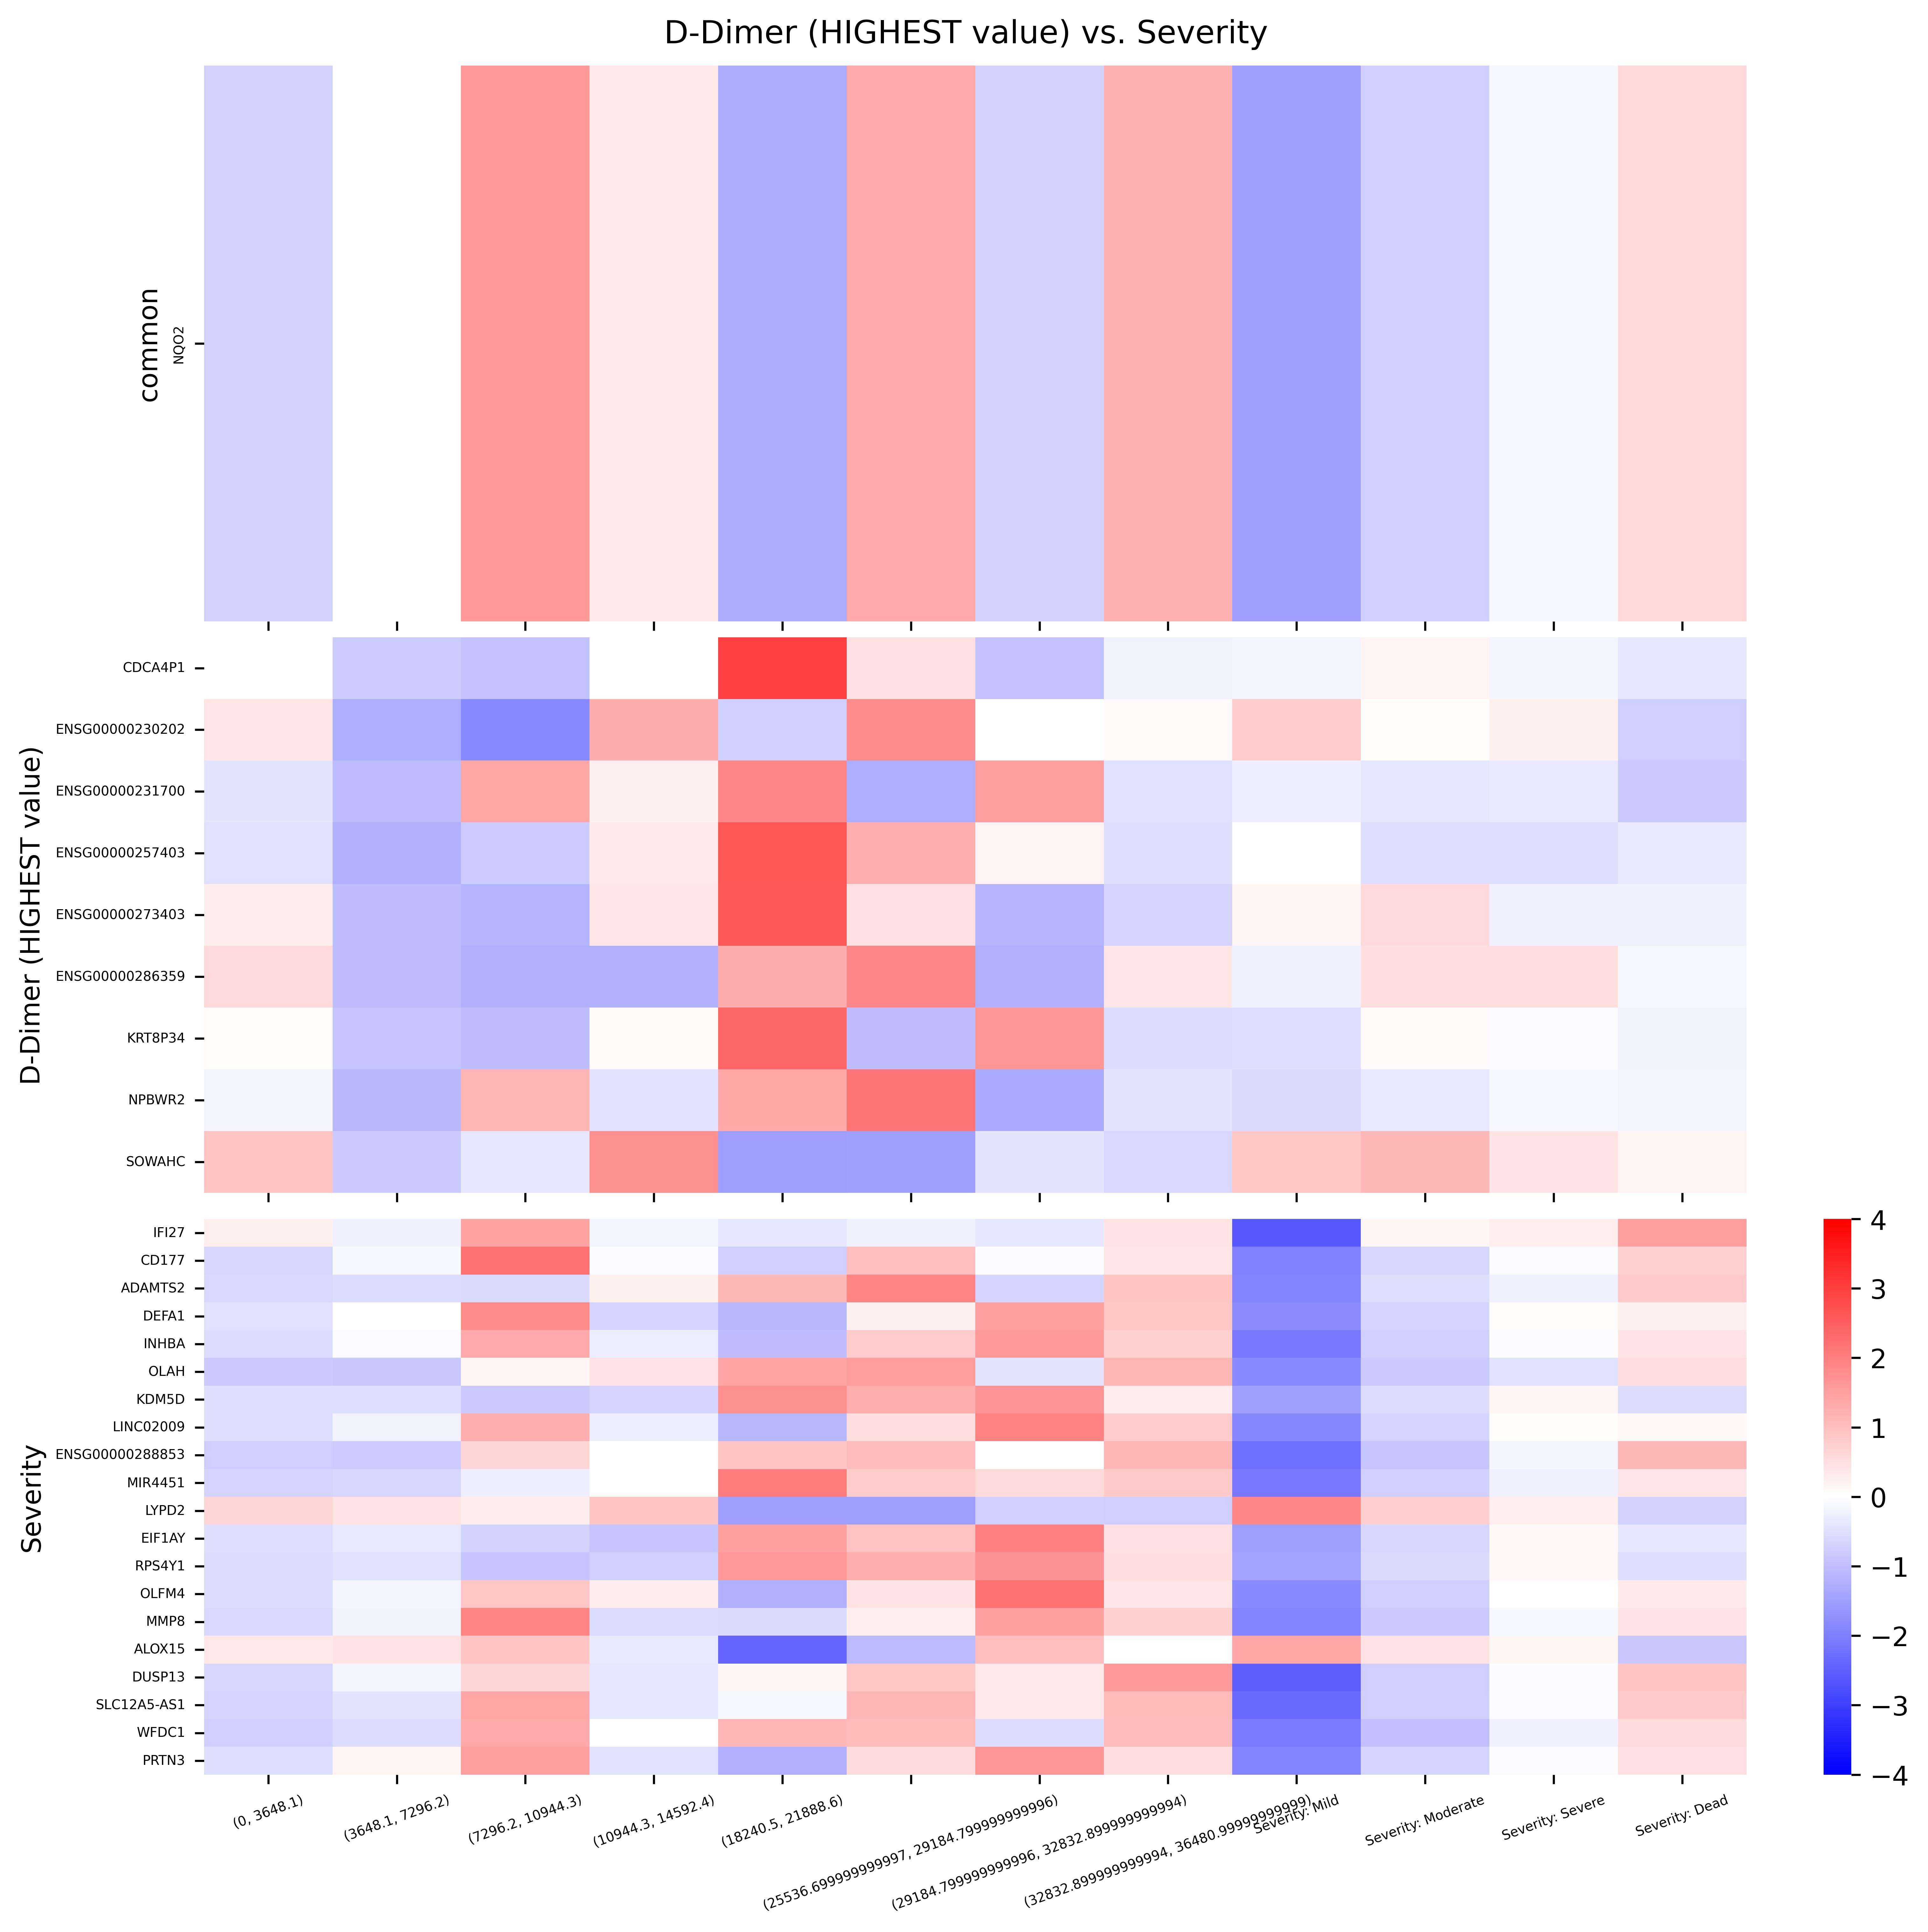 D-Dimer (HIGHEST value) vs. Severity
common
NQO2
D-Dimer (HIGHEST value)
CDCA4P1
ENSG00000230202
ENSG00000231700
ENSG00000257403
ENSG00000273403
ENSG00000286359
KRT8P34
NPBWR2
SOWAHC
Severity
IFI27
CD177
ADAMTS2
DEFA1
INHBA
OLAH
KDM5D
LINC02009
ENSG00000288853
MIR4451
LYPD2
EIF1AY
RPS4Y1
OLFM4
MMP8
ALOX15
DUSP13
SLC12A5-AS1
WFDC1
PRTN3
4
3
2
1
0
−1
−2
−3
−4
(0, 3648.1)
(3648.1, 7296.2)
(7296.2, 10944.3)
(10944.3, 14592.4)
(18240.5, 21888.6)
(25536.699999999997, 29184.799999999996)
(29184.799999999996, 32832.899999999994)
(32832.899999999994, 36480.99999999999)
Severity: Mild
Severity: Moderate
Severity: Severe
Severity: Dead